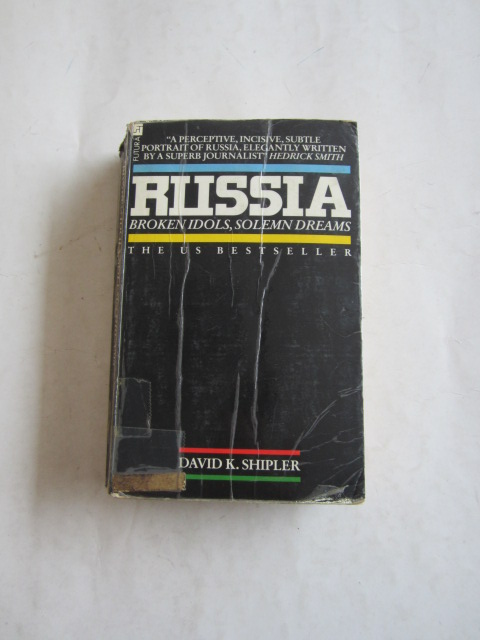 FUTURA
"A PERCEPTIVE, INCISIVE, SUBTLE
PORTRAIT OF RUSSIA, ELEGANTLY WRITTEN
BY A SUPERB JOURNALIST" HEDRICK SMITH
RUSSIA
BROKEN IDOLS, SOLEMN DREAMS
THE US BESTSELLER
DAVID K. SHIPLER